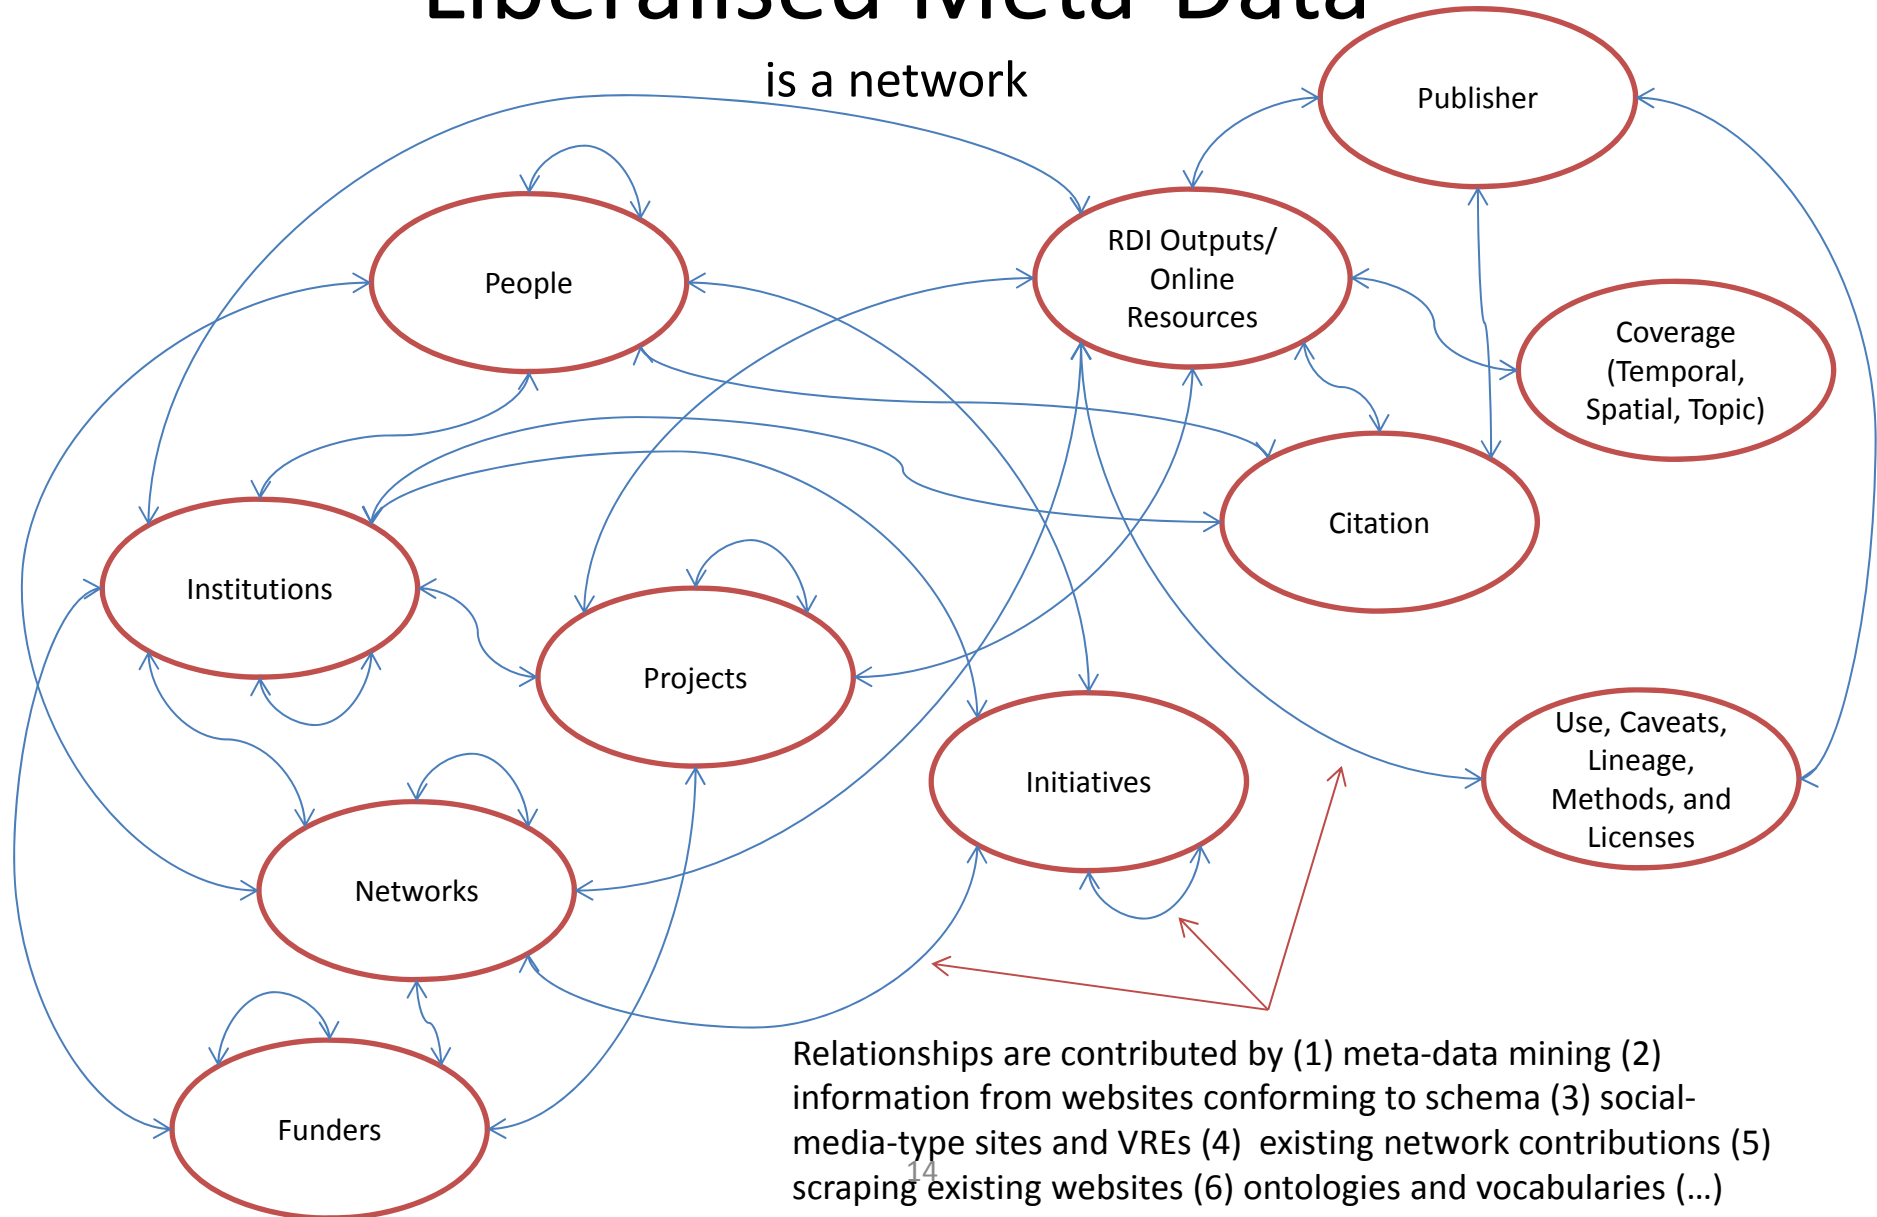 Liberalised Meta-Data
is a network
Publisher
People
RDI Outputs/
Online
Resources
Coverage
(Temporal,
Spatial, Topic)
Citation
Institutions
Projects
Initiatives
Use, Caveats,
Lineage,
Methods, and
Licenses
Networks
Funders
Relationships are contributed by (1) meta-data mining (2)
information from websites conforming to schema (3) social-
media-type sites and VREs (4)  existing network contributions (5)
scraping existing websites (6) ontologies and vocabularies (…)
14